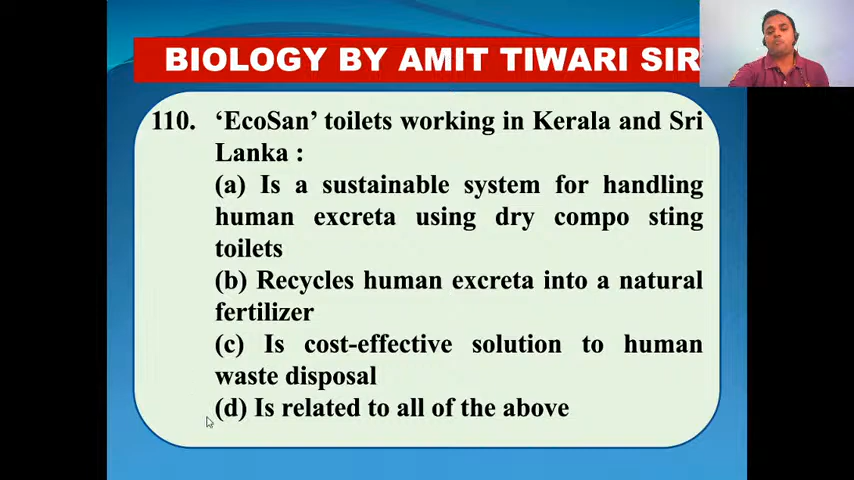 BIOLOGY BY AMIT TIWARI SIR
110. ‘EcoSan’ toilets working in Kerala and Sri
Lanka :
(a) Is a sustainable system for handling
human excreta using dry compo sting
toilets
(b) Recycles human excreta into a natural
fertilizer
(c) Is cost-effective solution to human
waste disposal
(d) Is related to all of the above